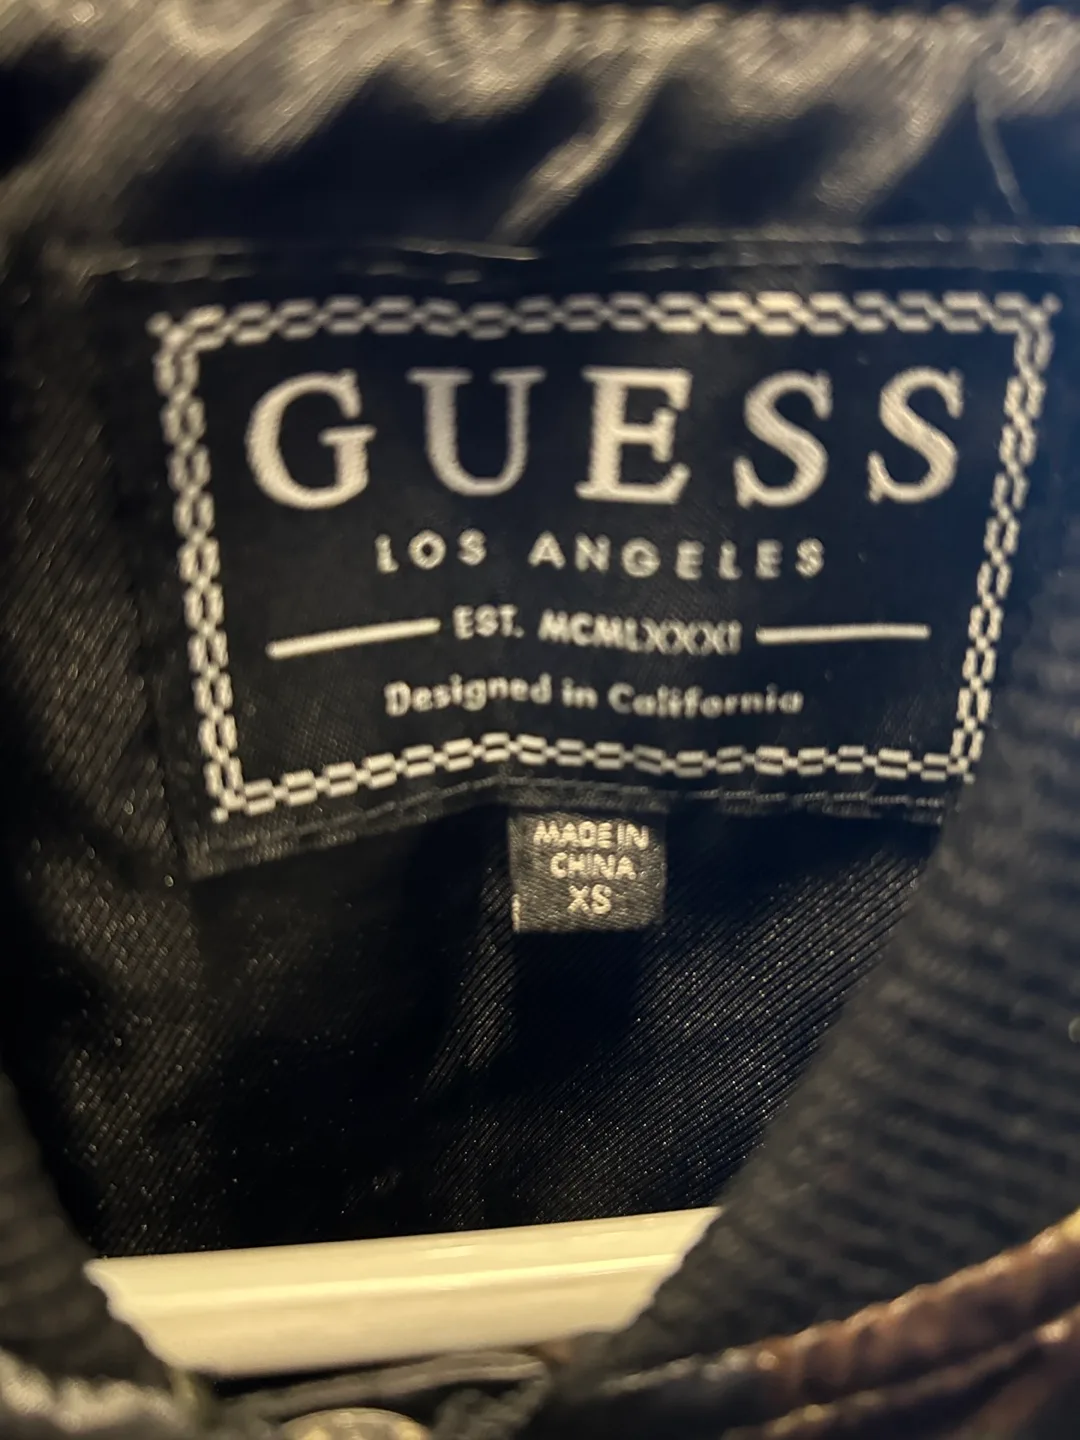 GUESS
LOS ANGELES
EST. MCMLXXXI
Designed in California
MADE IN
CHINA
XS